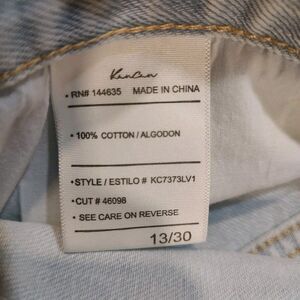 KanCan
• RN# 144635 MADE IN CHINA
• 100% COTTON / ALGODON
• STYLE / ESTILO # KC7373LV1
• CUT # 46098
• SEE CARE ON REVERSE
13/30